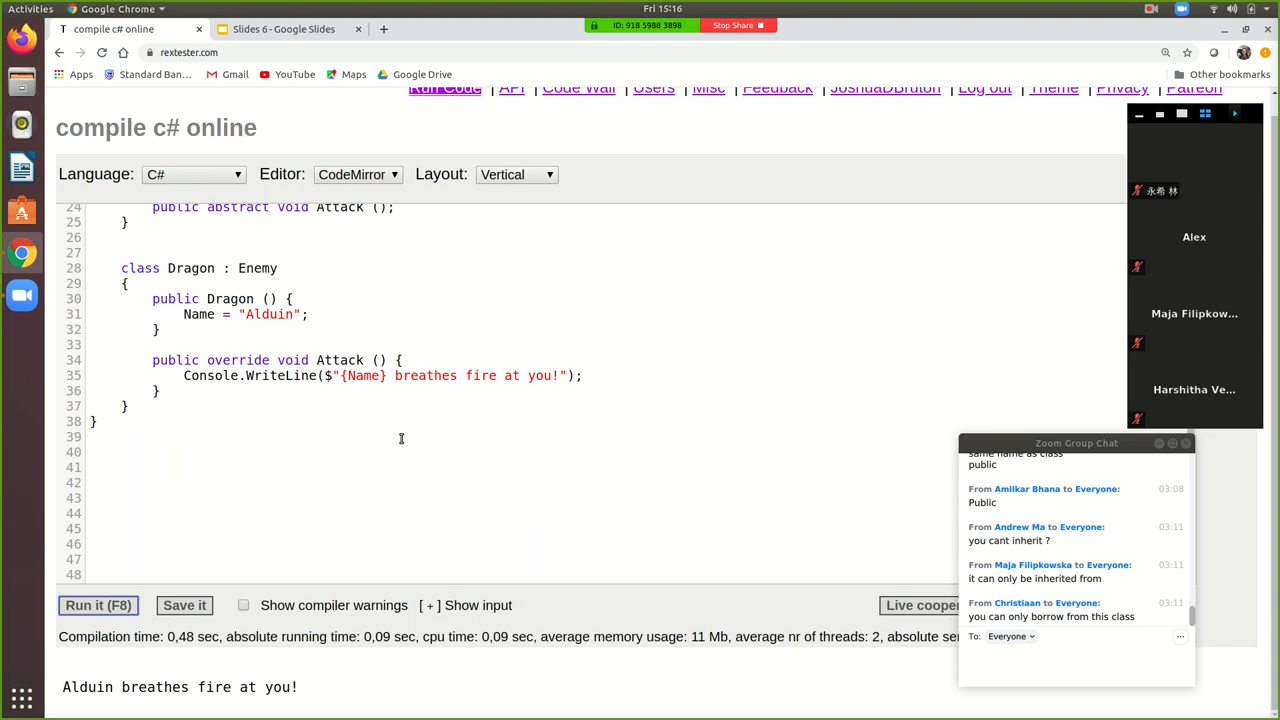 Activities
Google Chrome
Fri 15:16
compile c# online
Slides 6 - Google Slides
ID: 918 5988 3898
Stop Share
rextester.com
Apps
Standard Ban...
Gmail
YouTube
Maps
Google Drive
Other bookmarks
Run Code | API | Code Wall | Users | Misc | Feedback | JoshuaDBruton | Log out | Theme | Privacy | Patreon
compile c# online
Language: C# Editor: CodeMirror Layout: Vertical
24 public abstract void Attack ();
25 }
26
27
28 class Dragon : Enemy
29 {
30 public Dragon () {
31 Name = "Alduin";
32 }
33
34 public override void Attack () {
35 Console.WriteLine($"{Name} breathes fire at you!");
36 }
37 }
38 }
39
40
41
42
43
44
45
46
47
48
永希 林
Alex
Maja Filipkow...
Harshitha Ve...
Zoom Group Chat
same name as class
public
From Amilkar Bhana to Everyone: 03:08
Public
From Andrew Ma to Everyone: 03:11
you cant inherit ?
From Maja Filipkowska to Everyone: 03:11
it can only be inherited from
From Christiaan to Everyone: 03:11
you can only borrow from this class
To: Everyone
Run it (F8)
Save it
Show compiler warnings [ + ] Show input
Live cooper
Compilation time: 0,48 sec, absolute running time: 0,09 sec, cpu time: 0,09 sec, average memory usage: 11 Mb, average nr of threads: 2, absolute se
Alduin breathes fire at you!